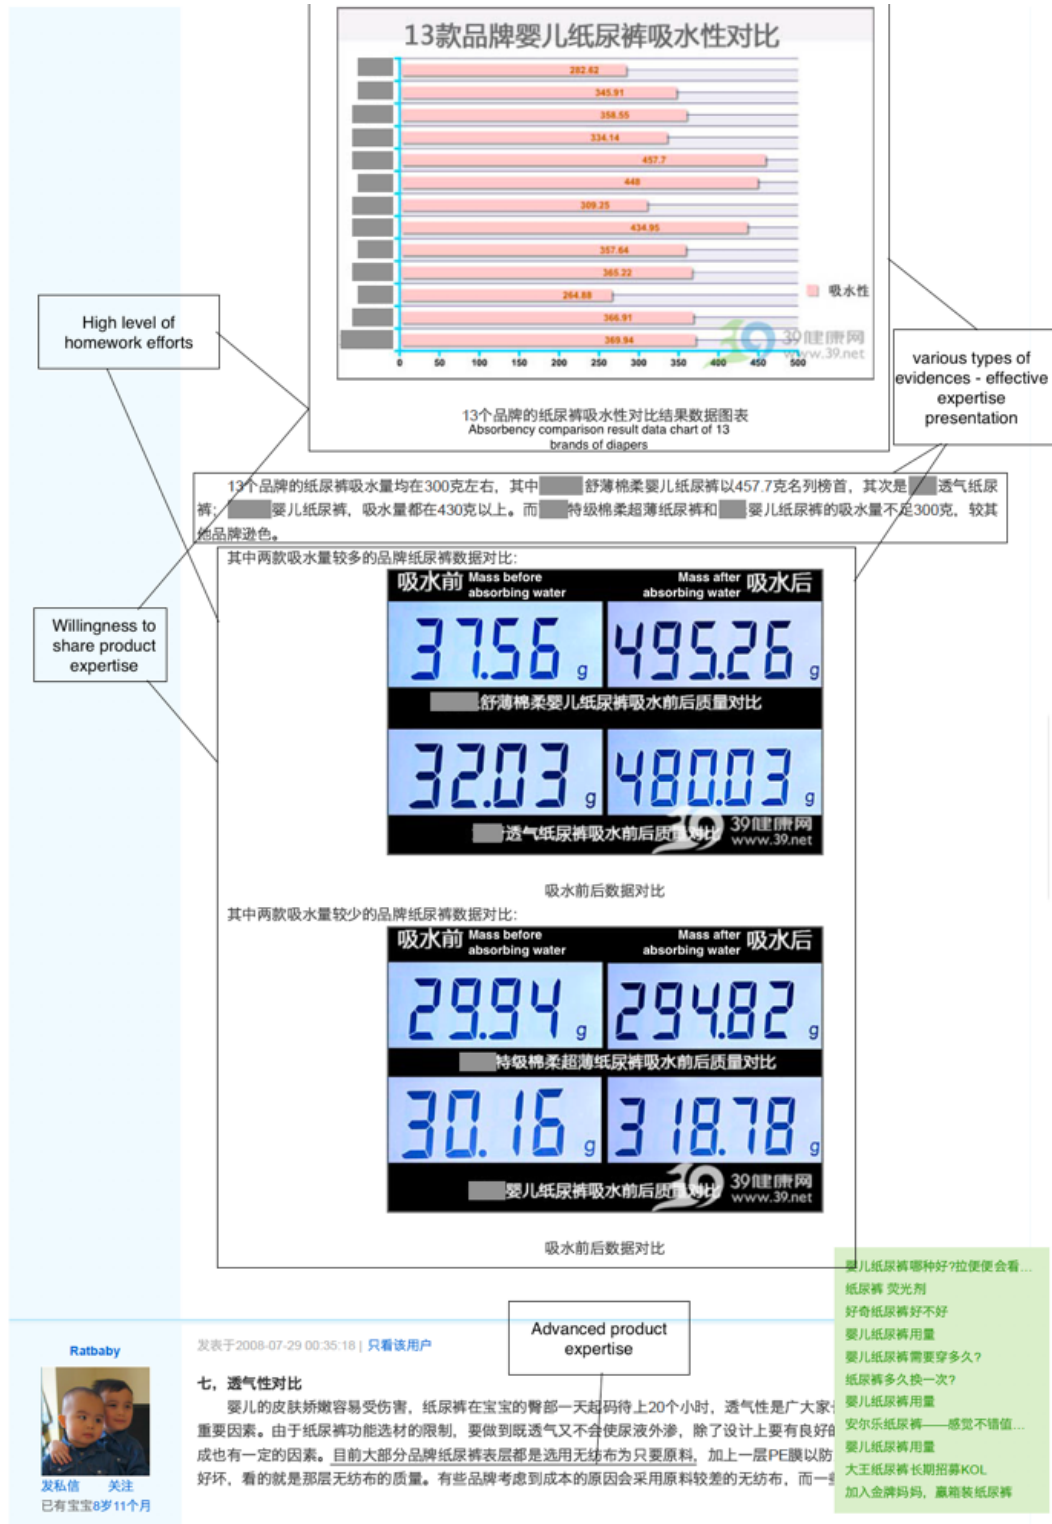 13款品牌婴儿纸尿裤吸水性对比
282.62
345.91
358.55
334.14
457.7
448
309.25
434.95
357.64
365.22
264.88
366.91
369.94
吸水性
39健康网
www.39.net
0 50 100 150 200 250 300 350 400 450 500
13个品牌的纸尿裤吸水性对比结果数据图表
Absorbency comparison result data chart of 13
brands of diapers
High level of
homework efforts
various types of
evidences - effective
expertise
presentation
13个品牌的纸尿裤吸水量均在300克左右，其中 舒薄棉柔婴儿纸尿裤以457.7克名列榜首，其次是 透气纸尿
裤； 婴儿纸尿裤，吸水量都在430克以上。而 特级棉柔超薄纸尿裤和 婴儿纸尿裤的吸水量不足300克，较其
他品牌逊色。
其中两款吸水量较多的品牌纸尿裤数据对比：
吸水前 Mass before absorbing water
Mass after absorbing water 吸水后
37.56 g 495.26 g
舒薄棉柔婴儿纸尿裤吸水前后质量对比
32.03 g 480.03 g
透气纸尿裤吸水前后质量对比
39健康网
www.39.net
吸水前后数据对比
Willingness to
share product
expertise
其中两款吸水量较少的品牌纸尿裤数据对比：
吸水前 Mass before absorbing water
Mass after absorbing water 吸水后
29.94 g 294.82 g
特级棉柔超薄纸尿裤吸水前后质量对比
30.16 g 318.78 g
婴儿纸尿裤吸水前后质量对比
39健康网
www.39.net
吸水前后数据对比
婴儿纸尿裤哪种好?拉便便会看...
纸尿裤 荧光剂
好奇纸尿裤好不好
婴儿纸尿裤用量
婴儿纸尿裤需要穿多久?
纸尿裤多久换一次?
婴儿纸尿裤用量
安尔乐纸尿裤——感觉不错值...
婴儿纸尿裤用量
大王纸尿裤长期招募KOL
加入金牌妈妈，赢箱装纸尿裤
Advanced product
expertise
Ratbaby
发私信 关注
已有宝宝8岁11个月
发表于2008-07-29 00:35:18 | 只看该用户
七，透气性对比
婴儿的皮肤娇嫩容易受伤害，纸尿裤在宝宝的臀部一天起码待上20个小时，透气性是广大家
重要因素。由于纸尿裤功能选材的限制，要做到既透气又不会使尿液外渗，除了设计上要有良好的
成也有一定的因素。目前大部分品牌纸尿裤表层都是选用无纺布为只要原料，加上一层PE膜以防
好坏，看的就是那层无纺布的质量。有些品牌考虑到成本的原因会采用原料较差的无纺布，而一些